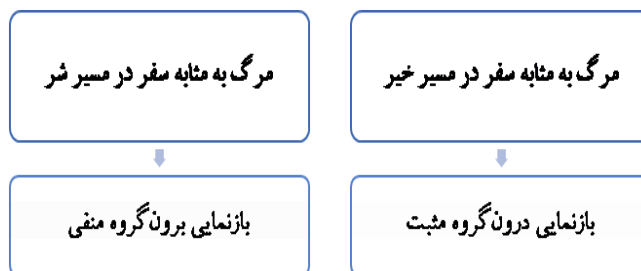 مرگ به مثابه سفر در مسیر خیر
مرگ به مثابه سفر در مسیر شر
بازنمایی درون‌گروه مثبت
بازنمایی برون‌گروه منفی